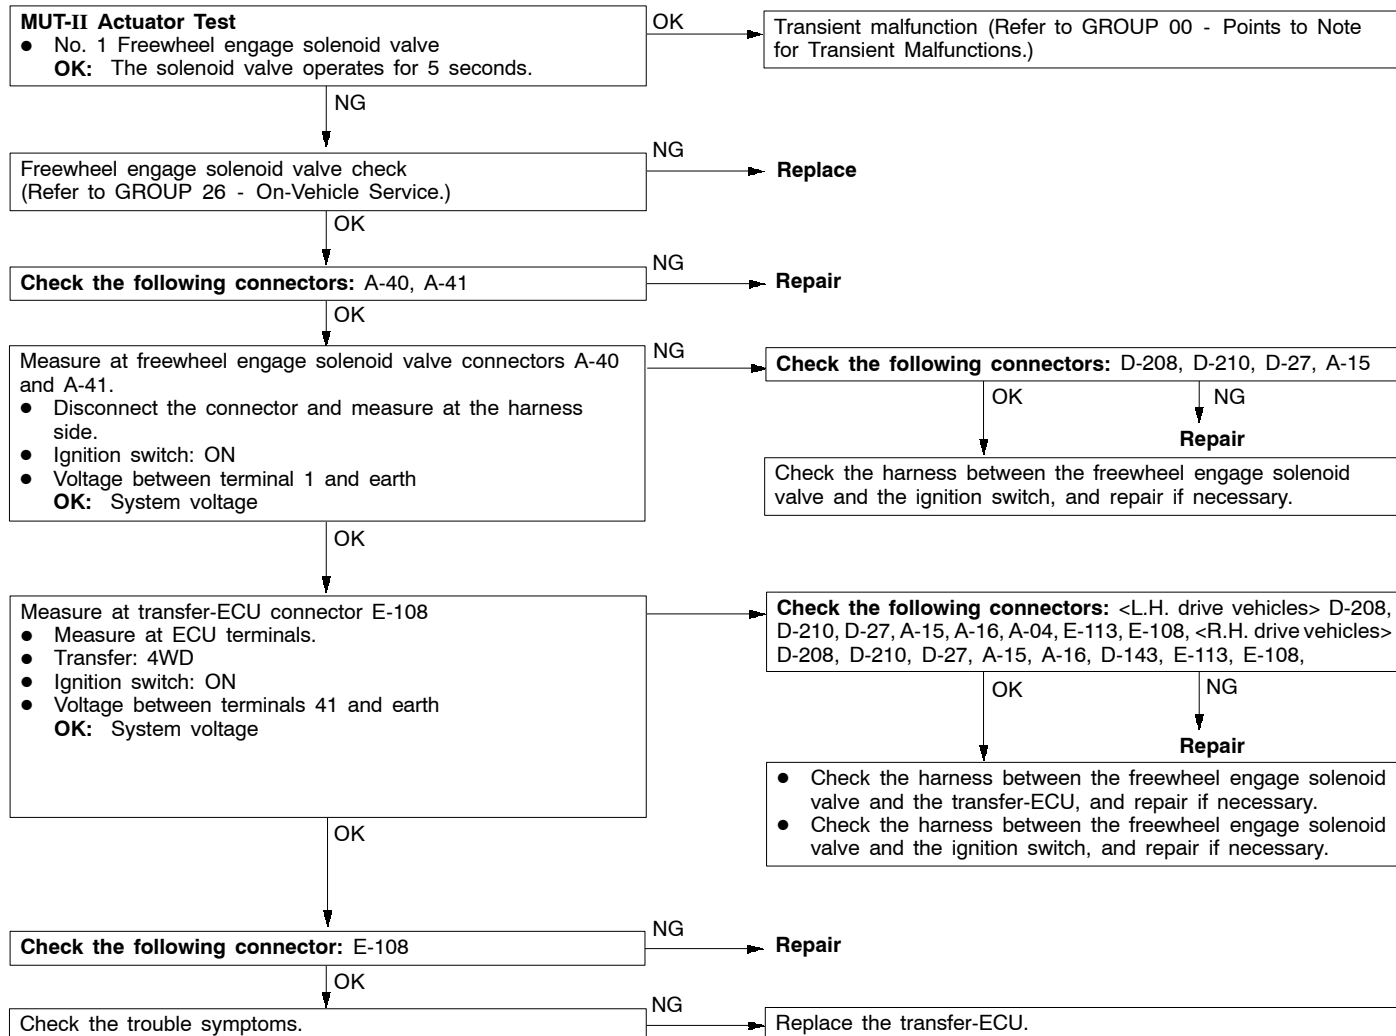 MUT-II Actuator Test
● No. 1 Freewheel engage solenoid valve
OK: The solenoid valve operates for 5 seconds.
OK
Transient malfunction (Refer to GROUP 00 - Points to Note
for Transient Malfunctions.)
NG
Freewheel engage solenoid valve check
(Refer to GROUP 26 - On-Vehicle Service.)
NG
Replace
OK
Check the following connectors: A-40, A-41
NG
Repair
OK
Measure at freewheel engage solenoid valve connectors A-40
and A-41.
● Disconnect the connector and measure at the harness
side.
● Ignition switch: ON
● Voltage between terminal 1 and earth
OK: System voltage
NG
Check the following connectors: D-208, D-210, D-27, A-15
OK
NG
Repair
Check the harness between the freewheel engage solenoid
valve and the ignition switch, and repair if necessary.
OK
Measure at transfer-ECU connector E-108
● Measure at ECU terminals.
● Transfer: 4WD
● Ignition switch: ON
● Voltage between terminals 41 and earth
OK: System voltage
Check the following connectors: <L.H. drive vehicles> D-208,
D-210, D-27, A-15, A-16, A-04, E-113, E-108, <R.H. drive vehicles>
D-208, D-210, D-27, A-15, A-16, D-143, E-113, E-108,
OK
NG
Repair
● Check the harness between the freewheel engage solenoid
valve and the transfer-ECU, and repair if necessary.
● Check the harness between the freewheel engage solenoid
valve and the ignition switch, and repair if necessary.
OK
Check the following connector: E-108
NG
Repair
OK
Check the trouble symptoms.
NG
Replace the transfer-ECU.